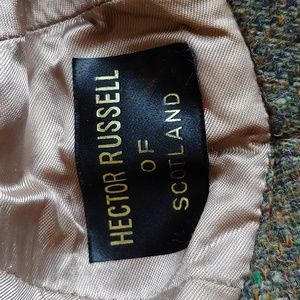 HECTOR RUSSELL
OF
SCOTLAND